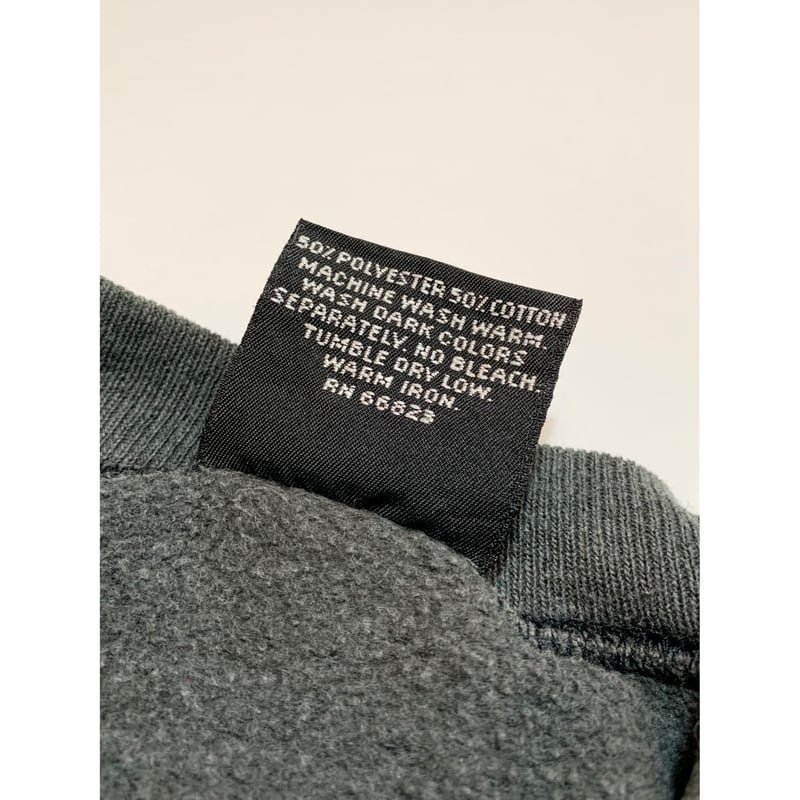 50% POLYESTER 50% COTTON
MACHINE WASH WARM.
WASH DARK COLORS
SEPARATELY. NO BLEACH.
TUMBLE DRY LOW.
WARM IRON.
RN 66823